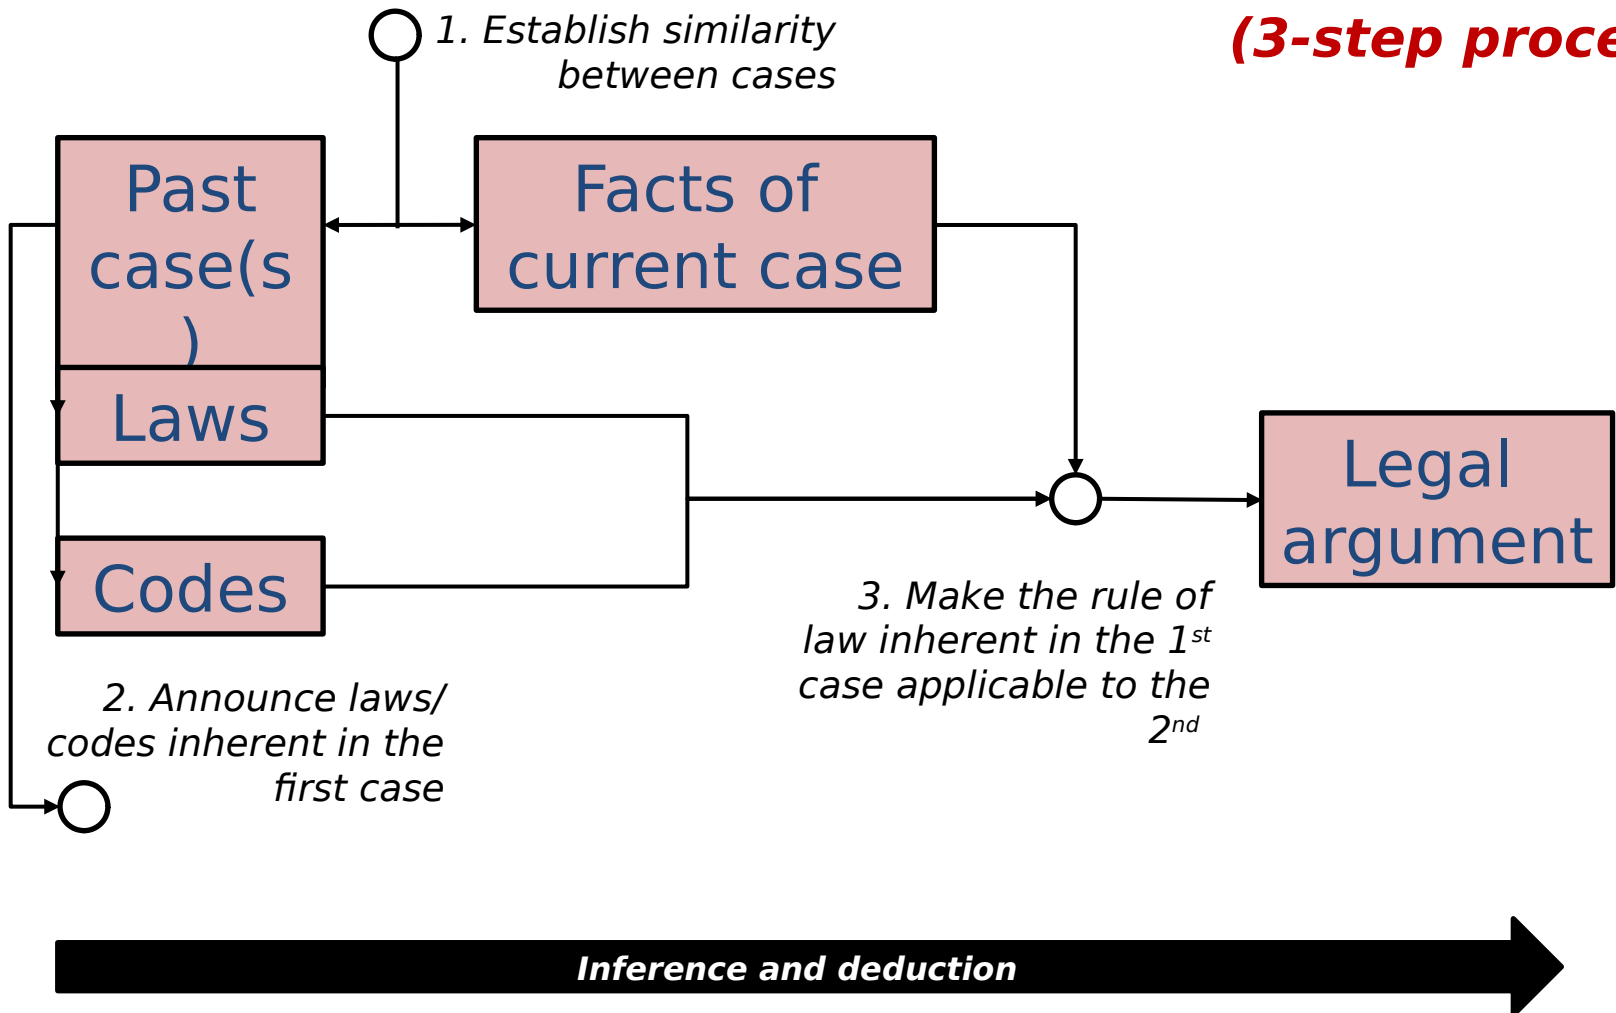 (3-step proce
1. Establish similarity
between cases
Past
case(s
)
Facts of
current case
Laws
Codes
Legal
argument
2. Announce laws/
codes inherent in the
first case
3. Make the rule of
law inherent in the 1st
case applicable to the
2nd
Inference and deduction